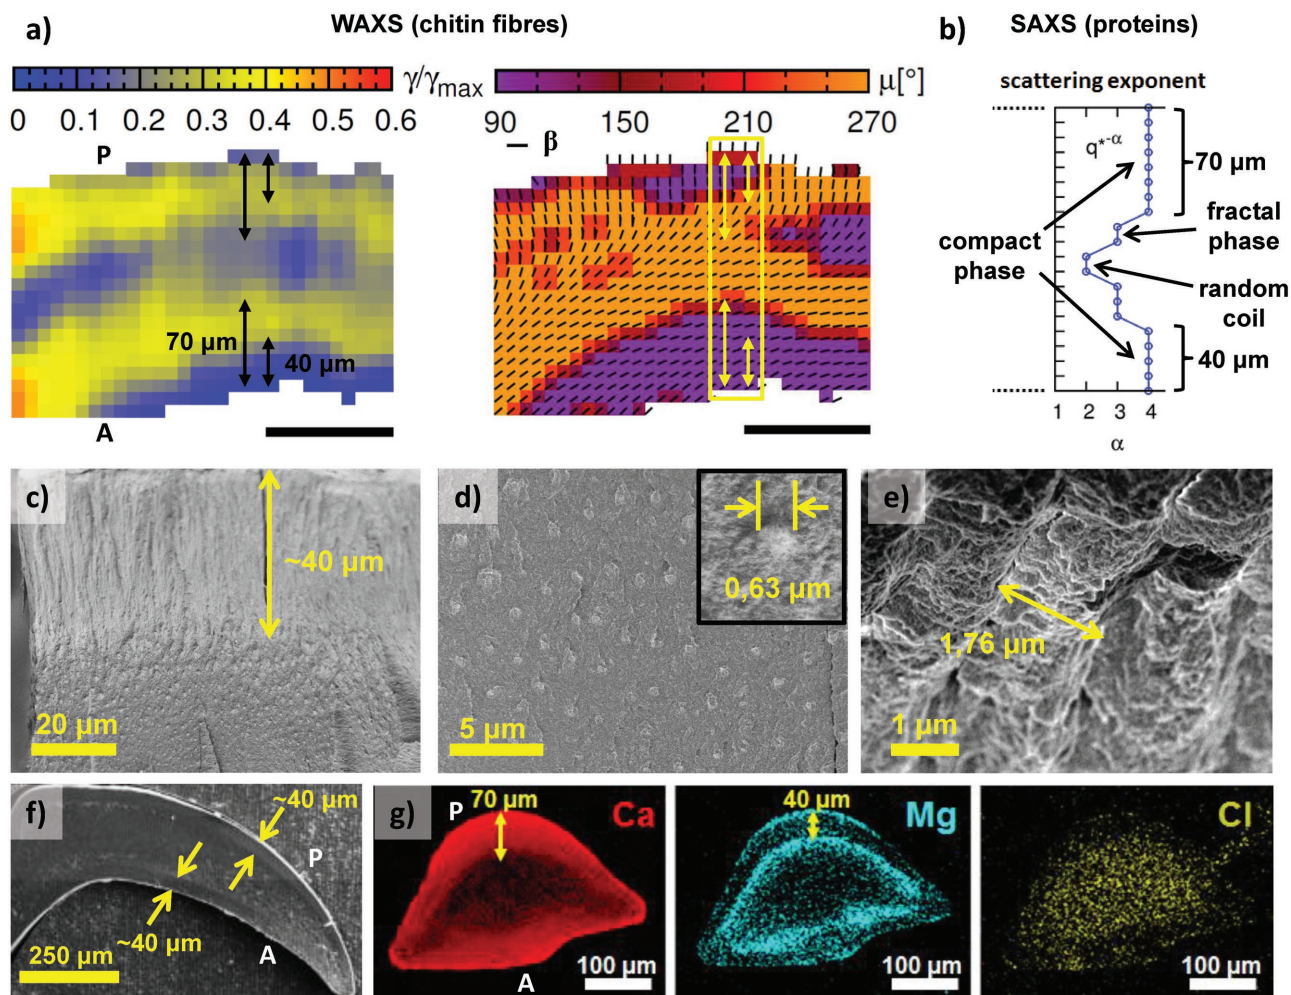 a)
WAXS (chitin fibres)
γ/γmax
0 0.1 0.2 0.3 0.4 0.5 0.6
P
70 µm
40 µm
A
µ[°]
90 150 210 270
β
b)
SAXS (proteins)
scattering exponent
q*-α
70 µm
compact
phase
fractal
phase
random
coil
40 µm
1 2 3 4
α
c)
~40 µm
20 µm
d)
0,63 µm
5 µm
e)
1,76 µm
1 µm
f)
~40 µm
P
~40 µm
A
250 µm
g)
P
70 µm
Ca
A
100 µm
40 µm
Mg
100 µm
Cl
100 µm